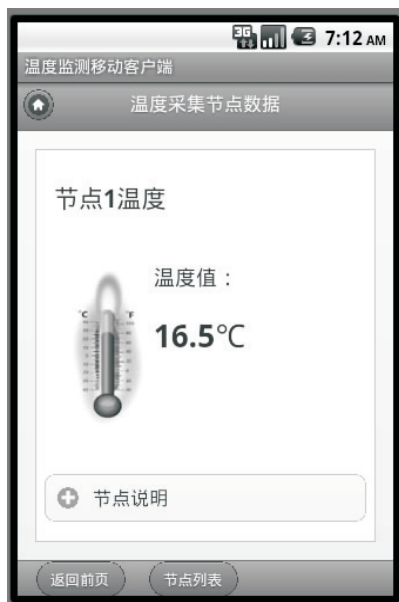 3G 7:12 AM
温度监测移动客户端
温度采集节点数据
节点1温度
温度值：
°C °F
16.5°C
节点说明
返回前页 节点列表